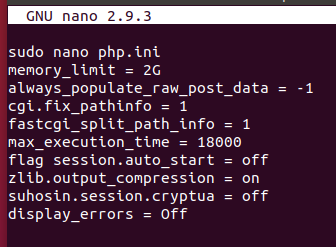 GNU nano 2.9.3
sudo nano php.ini
memory_limit = 2G
always_populate_raw_post_data = -1
cgi.fix_pathinfo = 1
fastcgi_split_path_info = 1
max_execution_time = 18000
flag session.auto_start = off
zlib.output_compression = on
suhosin.session.cryptua = off
display_errors = Off